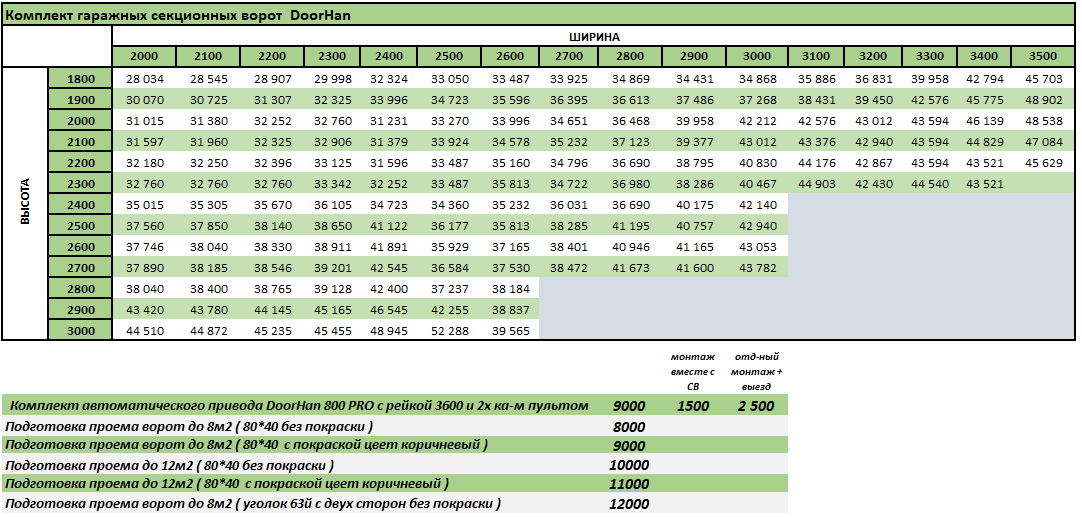 Комплект гаражных секционных ворот DoorHan
ШИРИНА
2000 2100 2200 2300 2400 2500 2600 2700 2800 2900 3000 3100 3200 3300 3400 3500
ВЫСОТА
1800 28 034 28 545 28 907 29 998 32 324 33 050 33 487 33 925 34 869 34 431 34 868 35 886 36 831 39 958 42 794 45 703
1900 30 070 30 725 31 307 32 325 33 996 34 723 35 596 36 395 36 613 37 486 37 268 38 431 39 450 42 576 45 775 48 902
2000 31 015 31 380 32 252 32 760 31 231 33 270 33 996 34 651 36 468 39 958 42 212 42 576 43 012 43 594 46 139 48 538
2100 31 597 31 960 32 325 32 906 31 379 33 924 34 578 35 232 37 123 39 377 43 012 43 376 42 940 43 594 44 829 47 084
2200 32 180 32 250 32 396 33 125 31 596 33 487 35 160 34 796 36 690 38 795 40 830 44 176 42 867 43 594 43 521 45 629
2300 32 760 32 760 32 760 33 342 32 252 33 487 35 813 34 722 36 980 38 286 40 467 44 903 42 430 44 540 43 521
2400 35 015 35 305 35 670 36 105 34 723 34 360 35 232 36 031 36 690 40 175 42 140
2500 37 560 37 850 38 140 38 650 41 122 36 177 35 813 38 285 41 195 40 757 42 940
2600 37 746 38 040 38 330 38 911 41 891 35 929 37 165 38 401 40 946 41 165 43 053
2700 37 890 38 185 38 546 39 201 42 545 36 584 37 530 38 472 41 673 41 600 43 782
2800 38 040 38 400 38 765 39 128 42 400 37 237 38 184
2900 43 420 43 780 44 145 45 165 46 545 42 255 38 837
3000 44 510 44 872 45 235 45 455 48 945 52 288 39 565
монтаж вместе с СВ
отд-ный монтаж + выезд
Комплект автоматического привода DoorHan 800 PRO с рейкой 3600 и 2х ка-м пультом 9000 1500 2 500
Подготовка проема ворот до 8м2 ( 80*40 без покраски ) 8000
Подготовка проема ворот до 8м2 ( 80*40 с покраской цвет коричневый ) 9000
Подготовка проема до 12м2 ( 80*40 без покраски ) 10000
Подготовка проема до 12м2 ( 80*40 с покраской цвет коричневый ) 11000
Подготовка проема ворот до 8м2 ( уголок 63й с двух сторон без покраски ) 12000